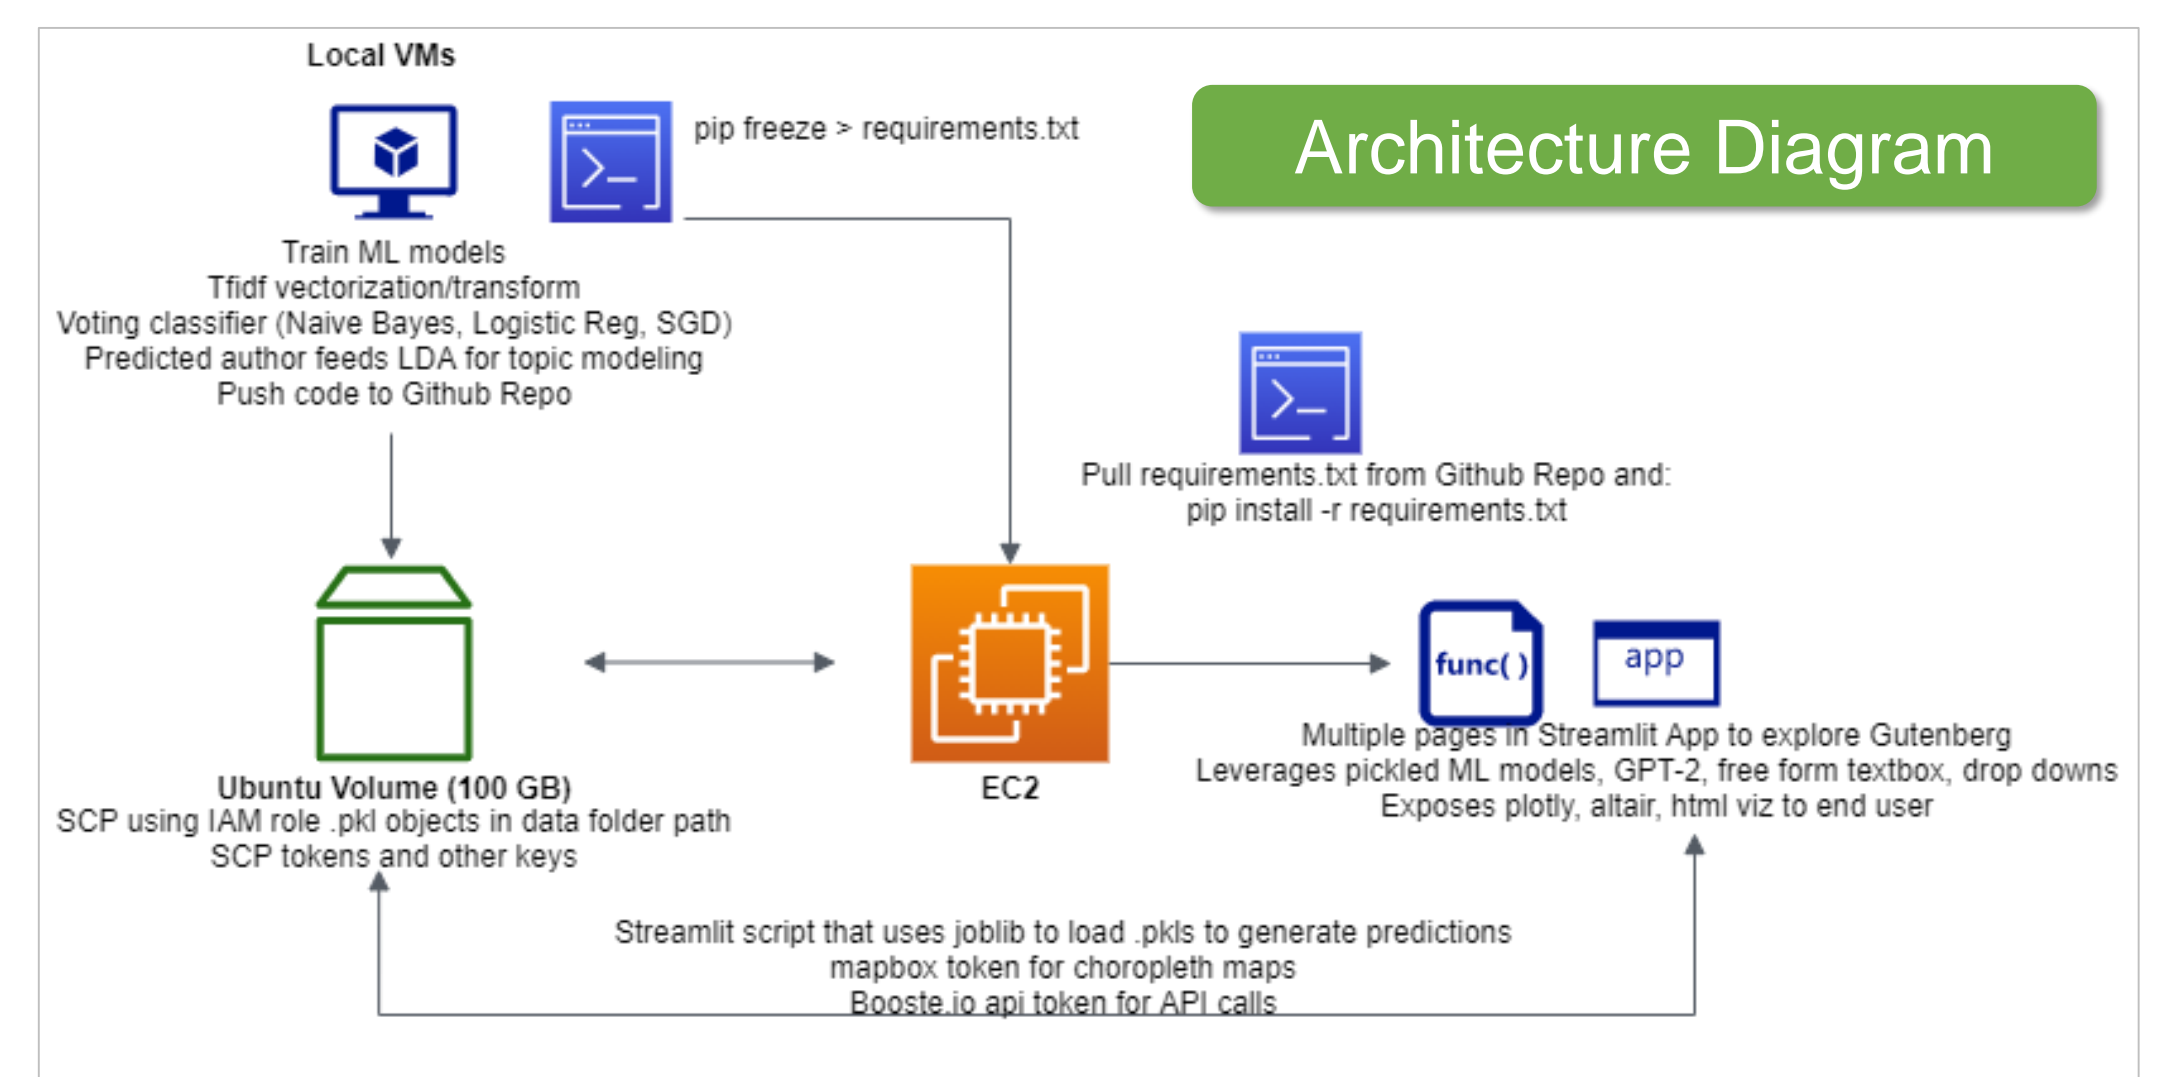 Local VMs
pip freeze > requirements.txt
Architecture Diagram
Train ML models
Tfidf vectorization/transform
Voting classifier (Naive Bayes, Logistic Reg, SGD)
Predicted author feeds LDA for topic modeling
Push code to Github Repo
Pull requirements.txt from Github Repo and:
pip install -r requirements.txt
func( )
app
Ubuntu Volume (100 GB)
SCP using IAM role .pkl objects in data folder path
SCP tokens and other keys
EC2
Multiple pages in Streamlit App to explore Gutenberg
Leverages pickled ML models, GPT-2, free form textbox, drop downs
Exposes plotly, altair, html viz to end user
Streamlit script that uses joblib to load .pkls to generate predictions
mapbox token for choropleth maps
Booste.io api token for API calls